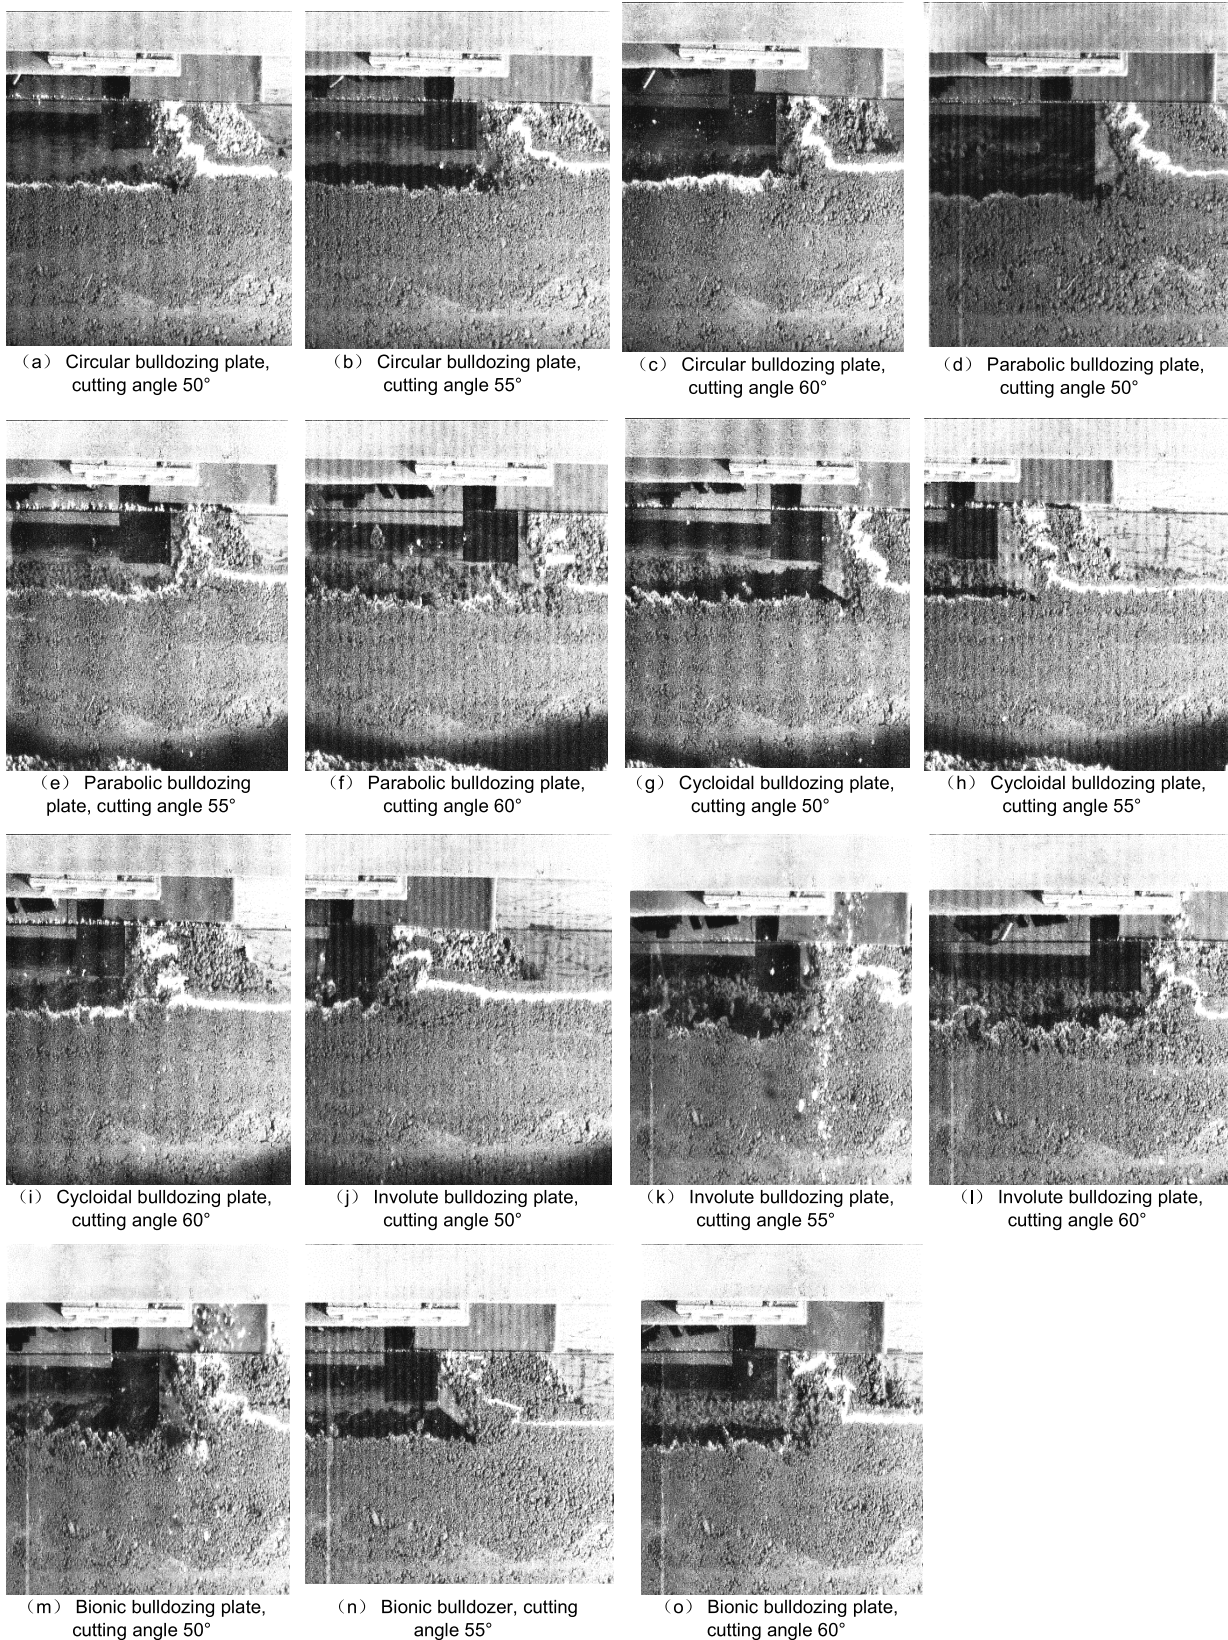 （a） Circular bulldozing plate,
cutting angle 50°
（b） Circular bulldozing plate,
cutting angle 55°
（c） Circular bulldozing plate,
cutting angle 60°
（d） Parabolic bulldozing plate,
cutting angle 50°
（e） Parabolic bulldozing
plate, cutting angle 55°
（f） Parabolic bulldozing plate,
cutting angle 60°
（g） Cycloidal bulldozing plate,
cutting angle 50°
（h） Cycloidal bulldozing plate,
cutting angle 55°
（i） Cycloidal bulldozing plate,
cutting angle 60°
（j） Involute bulldozing plate,
cutting angle 50°
（k） Involute bulldozing plate,
cutting angle 55°
（l） Involute bulldozing plate,
cutting angle 60°
（m） Bionic bulldozing plate,
cutting angle 50°
（n） Bionic bulldozer, cutting
angle 55°
（o） Bionic bulldozing plate,
cutting angle 60°